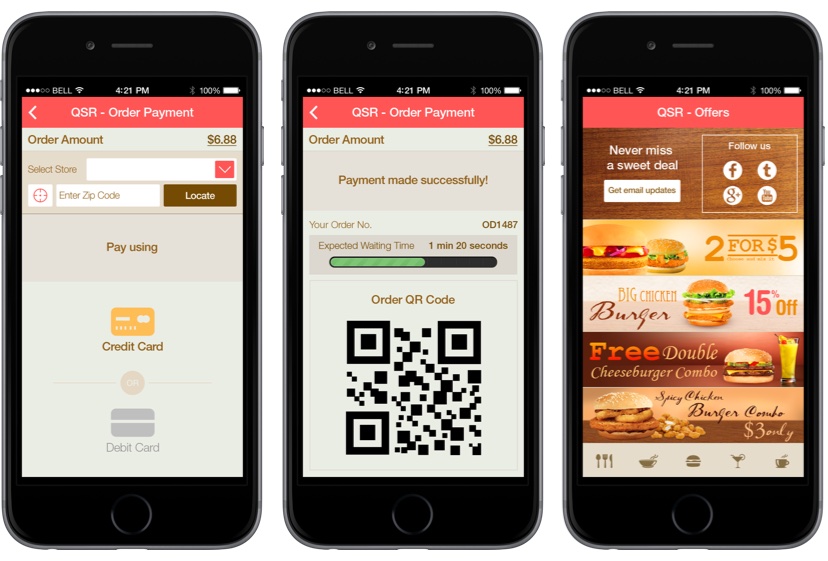 ●●●○○ BELL 4:21 PM 100%
QSR - Order Payment
Order Amount $6.88
Select Store
Enter Zip Code Locate
Pay using
Credit Card
OR
Debit Card
●●●○○ BELL 4:21 PM 100%
QSR - Order Payment
Order Amount $6.88
Payment made successfully!
Your Order No. OD1487
Expected Waiting Time 1 min 20 seconds
Order QR Code
●●●○○ BELL 4:21 PM 100%
QSR - Offers
Never miss
a sweet deal
Get email updates
Follow us
f t
g+ You Tube
2 FOR $5
BIG CHICKEN
Burger
15% Off
Free Double
Cheeseburger Combo
Spicy Chicken
Burger Combo
$3 only